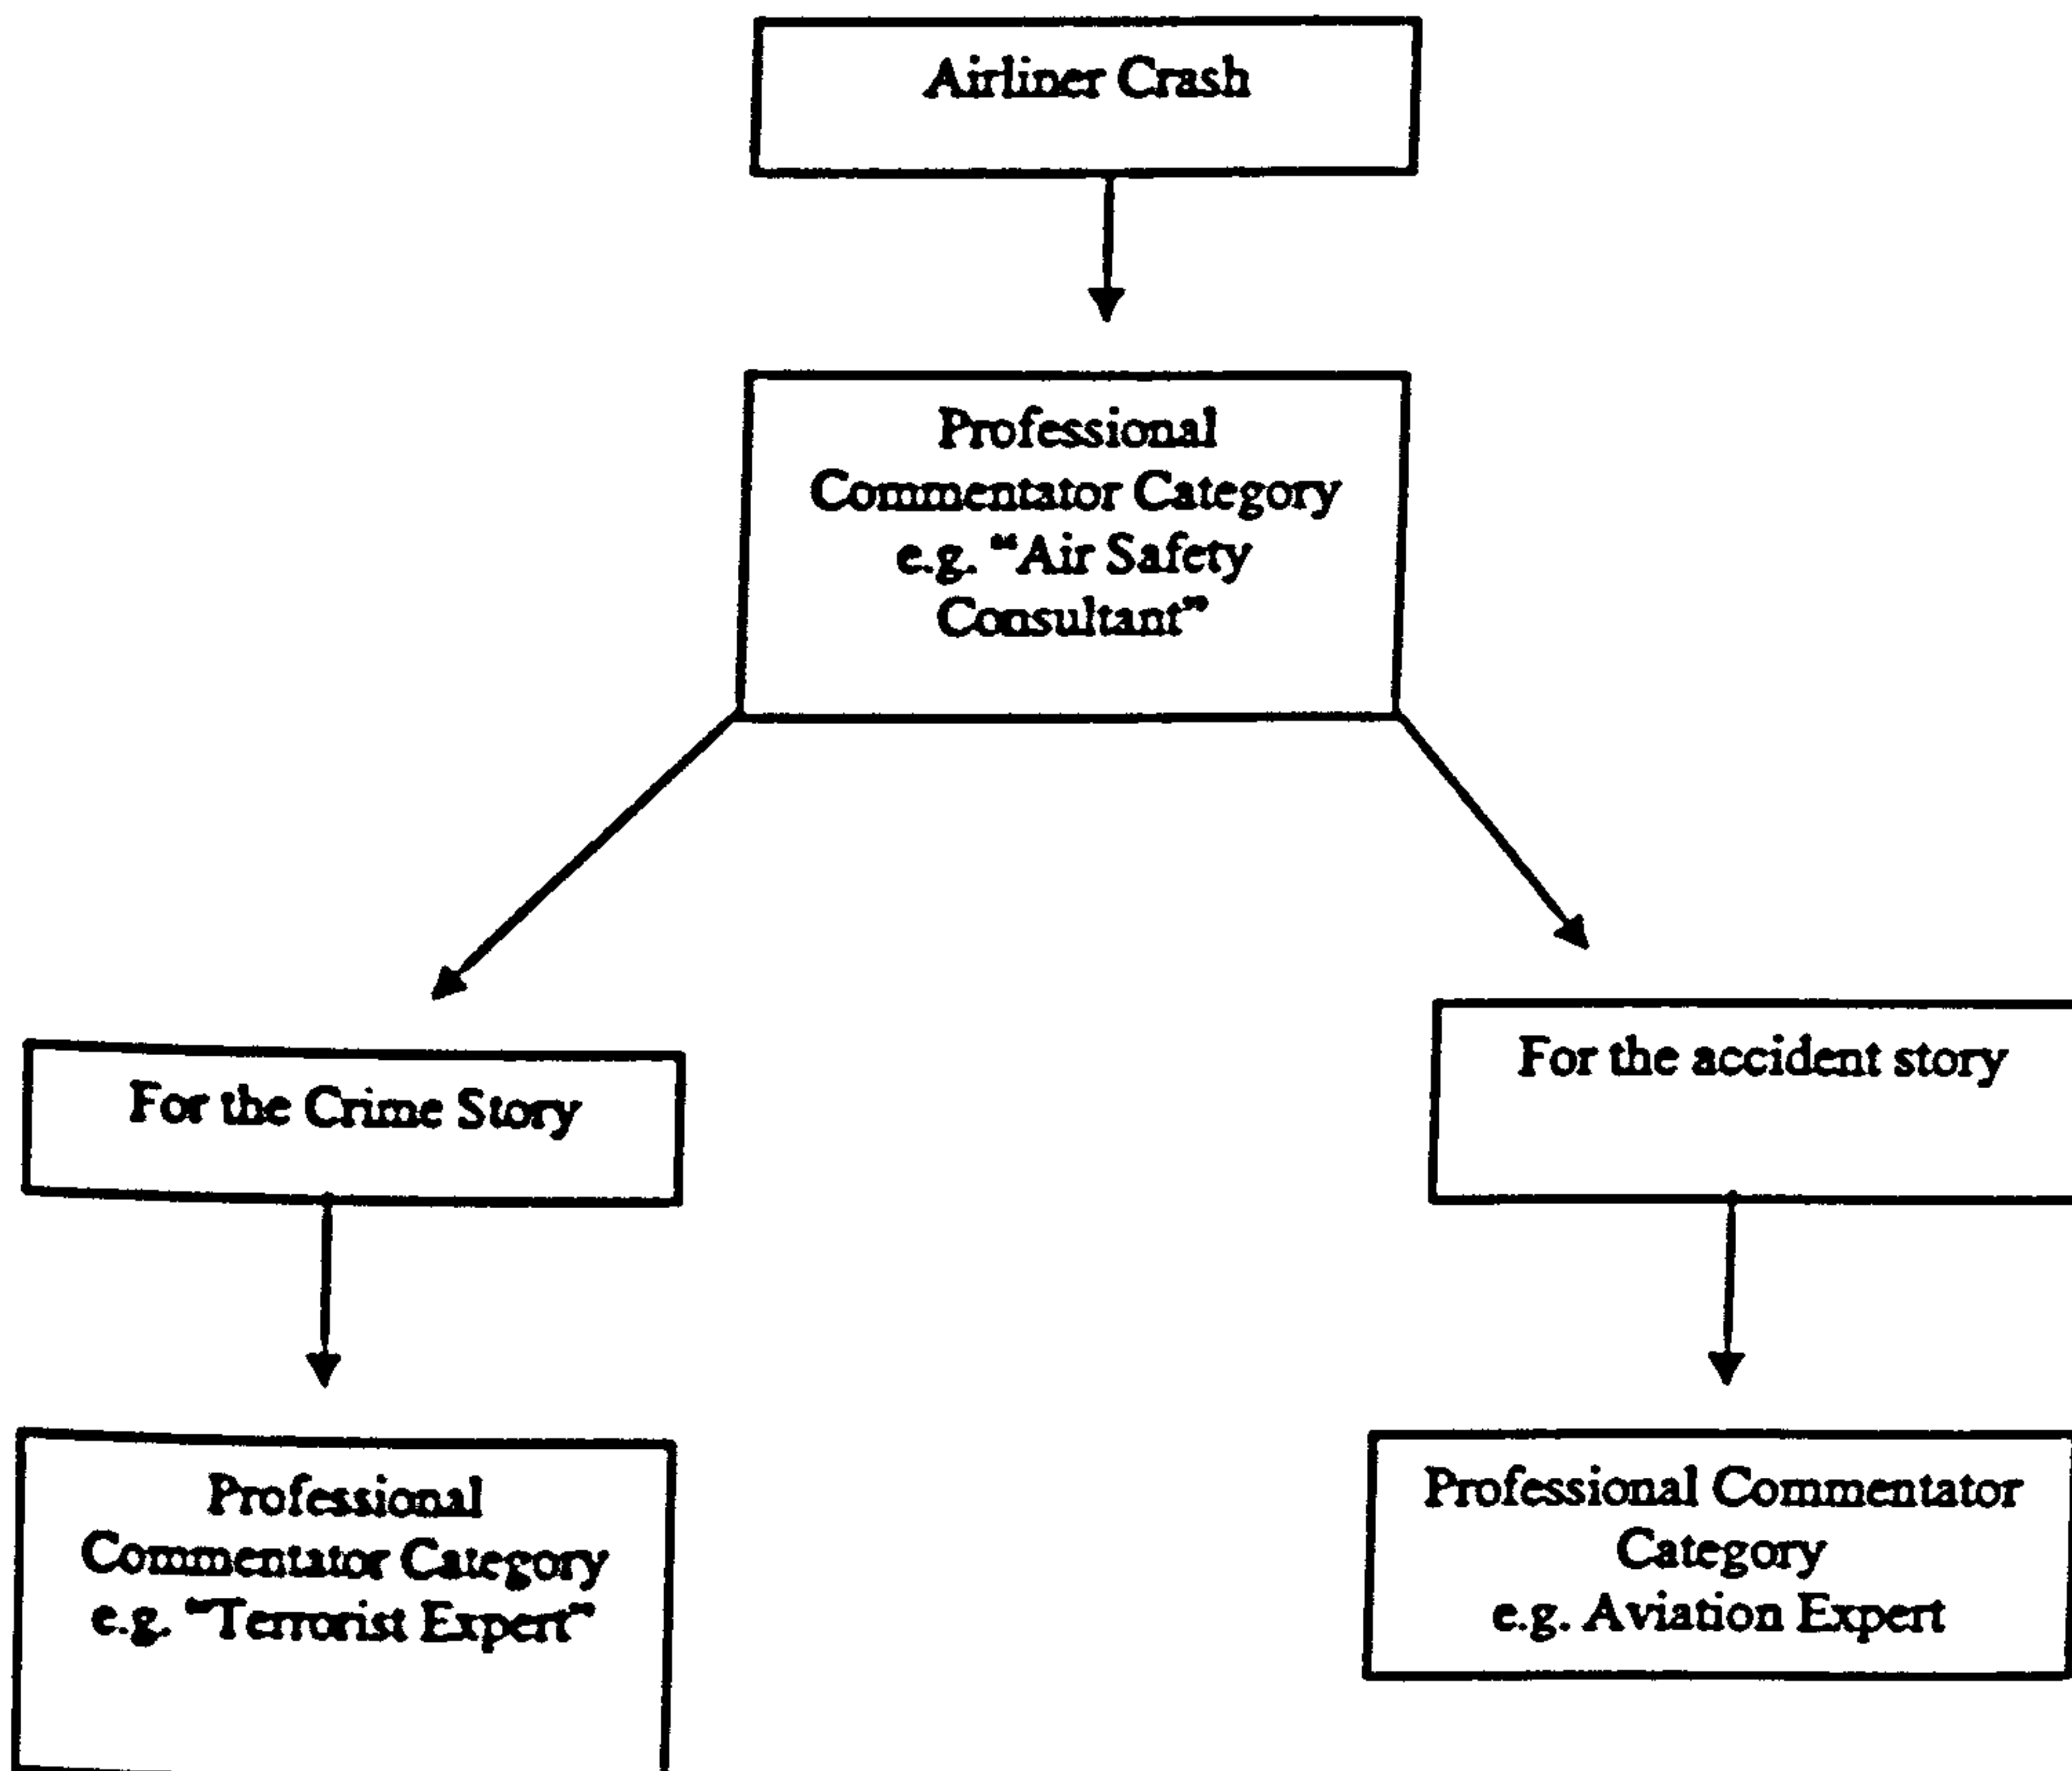 Airliner Crash
Professional
Commentator Category
e.g. “Air Safety
Consultant”
For the Crime Story
For the accident story
Professional
Commentator Category
e.g. “Terrorist Expert”
Professional Commentator
Category
e.g. Aviation Expert